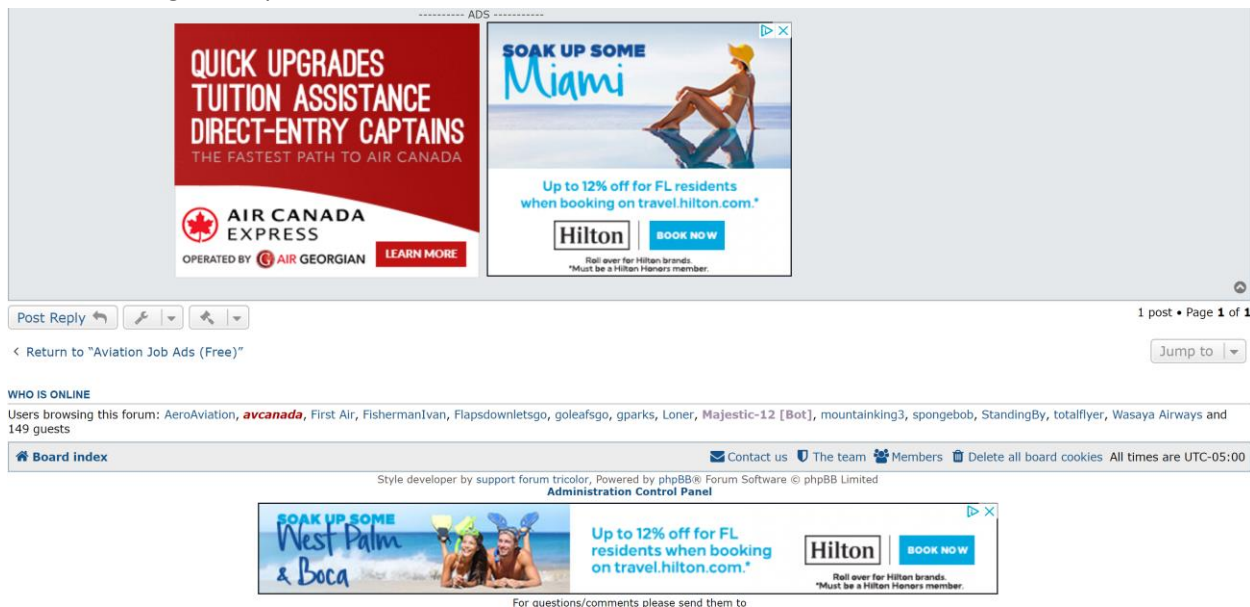 ---------- ADS -----------
QUICK UPGRADES
TUITION ASSISTANCE
DIRECT-ENTRY CAPTAINS
THE FASTEST PATH TO AIR CANADA
AIR CANADA
EXPRESS
OPERATED BY AIR GEORGIAN
LEARN MORE
SOAK UP SOME
Miami
Up to 12% off for FL residents
when booking on travel.hilton.com.*
Hilton
BOOK NOW
Roll over for Hilton brands.
*Must be a Hilton Honors member.
Post Reply
1 post • Page 1 of 1
< Return to "Aviation Job Ads (Free)"
Jump to
WHO IS ONLINE
Users browsing this forum: AeroAviation, avcanada, First Air, FishermanIvan, Flapsdownletsgo, goleafsgo, gparks, Loner, Majestic-12 [Bot], mountainking3, spongebob, StandingBy, totalflyer, Wasaya Airways and
149 guests
Board index
Contact us The team Members Delete all board cookies All times are UTC-05:00
Style developer by support forum tricolor, Powered by phpBB® Forum Software © phpBB Limited
Administration Control Panel
SOAK UP SOME
West Palm
& Boca
Up to 12% off for FL
residents when booking
on travel.hilton.com.*
Hilton
BOOK NOW
Roll over for Hilton brands.
*Must be a Hilton Honors member.
For questions/comments please send them to